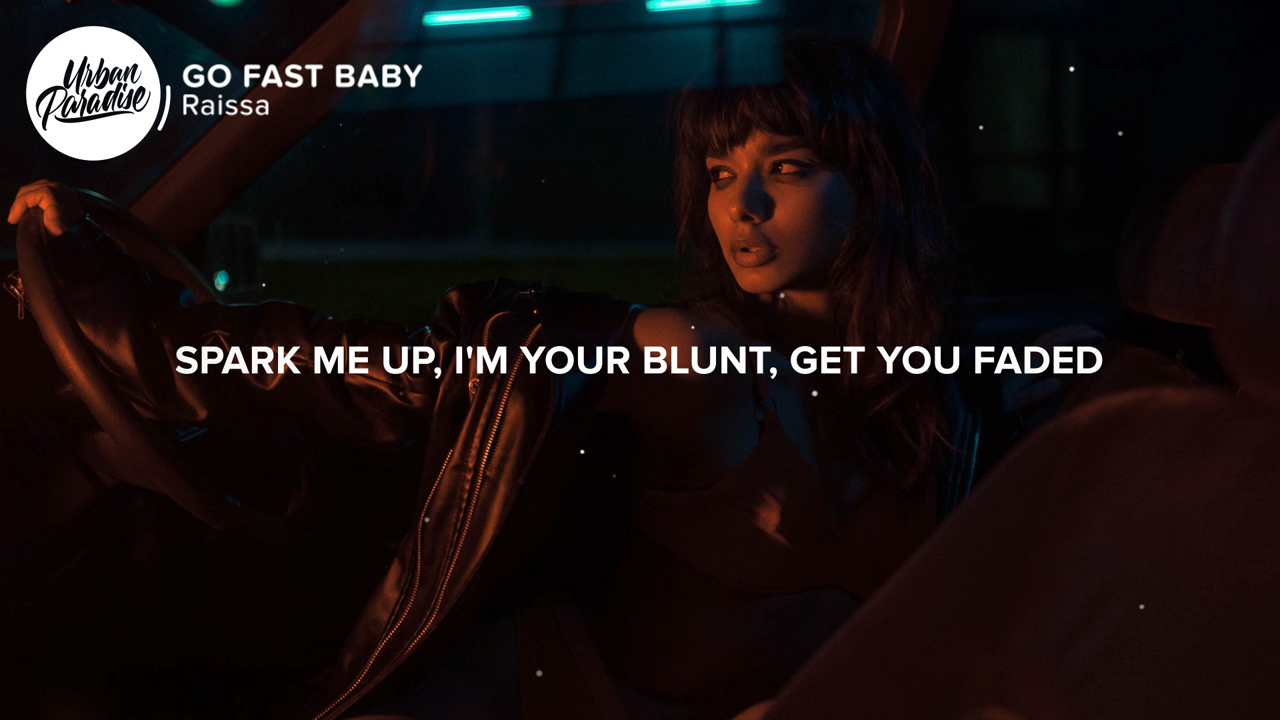 Urban
Paradise
GO FAST BABY
Raissa
SPARK ME UP, I'M YOUR BLUNT, GET YOU FADED